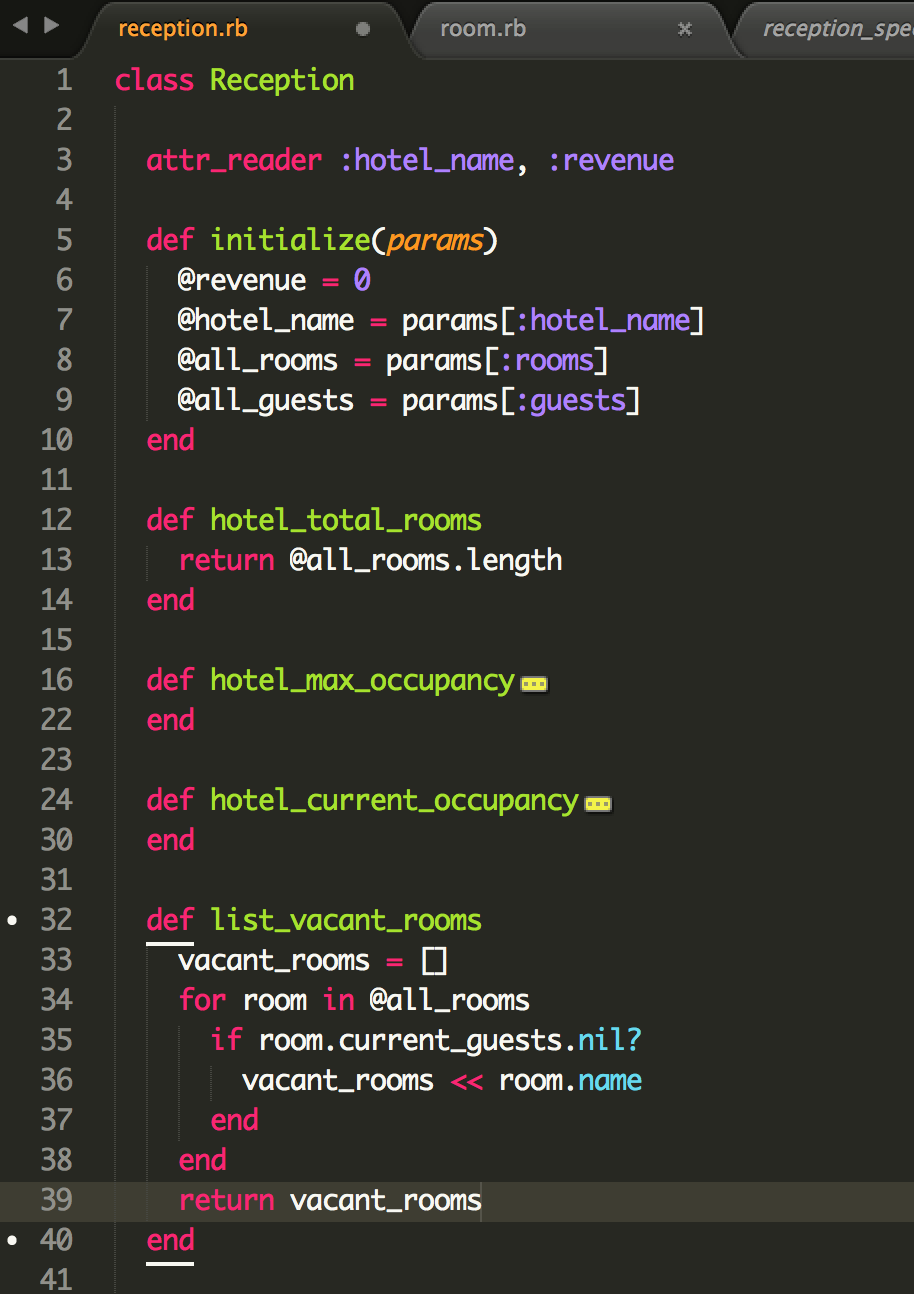 reception.rb room.rb reception_spe
1 class Reception
2
3 attr_reader :hotel_name, :revenue
4
5 def initialize(params)
6 @revenue = 0
7 @hotel_name = params[:hotel_name]
8 @all_rooms = params[:rooms]
9 @all_guests = params[:guests]
10 end
11
12 def hotel_total_rooms
13 return @all_rooms.length
14 end
15
16 def hotel_max_occupancy
22 end
23
24 def hotel_current_occupancy
30 end
31
32 def list_vacant_rooms
33 vacant_rooms = []
34 for room in @all_rooms
35 if room.current_guests.nil?
36 vacant_rooms << room.name
37 end
38 end
39 return vacant_rooms
40 end
41